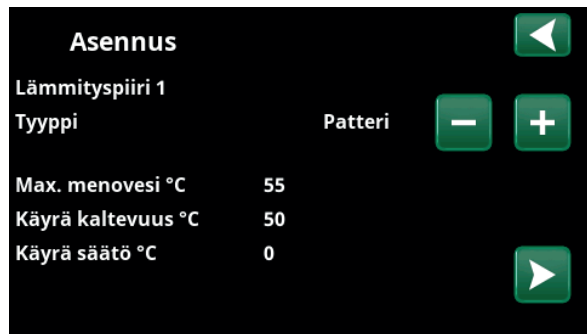 Asennus
Lämmityspiiri 1
Tyyppi Patteri
Max. menovesi °C 55
Käyrä kaltevuus °C 50
Käyrä säätö °C 0